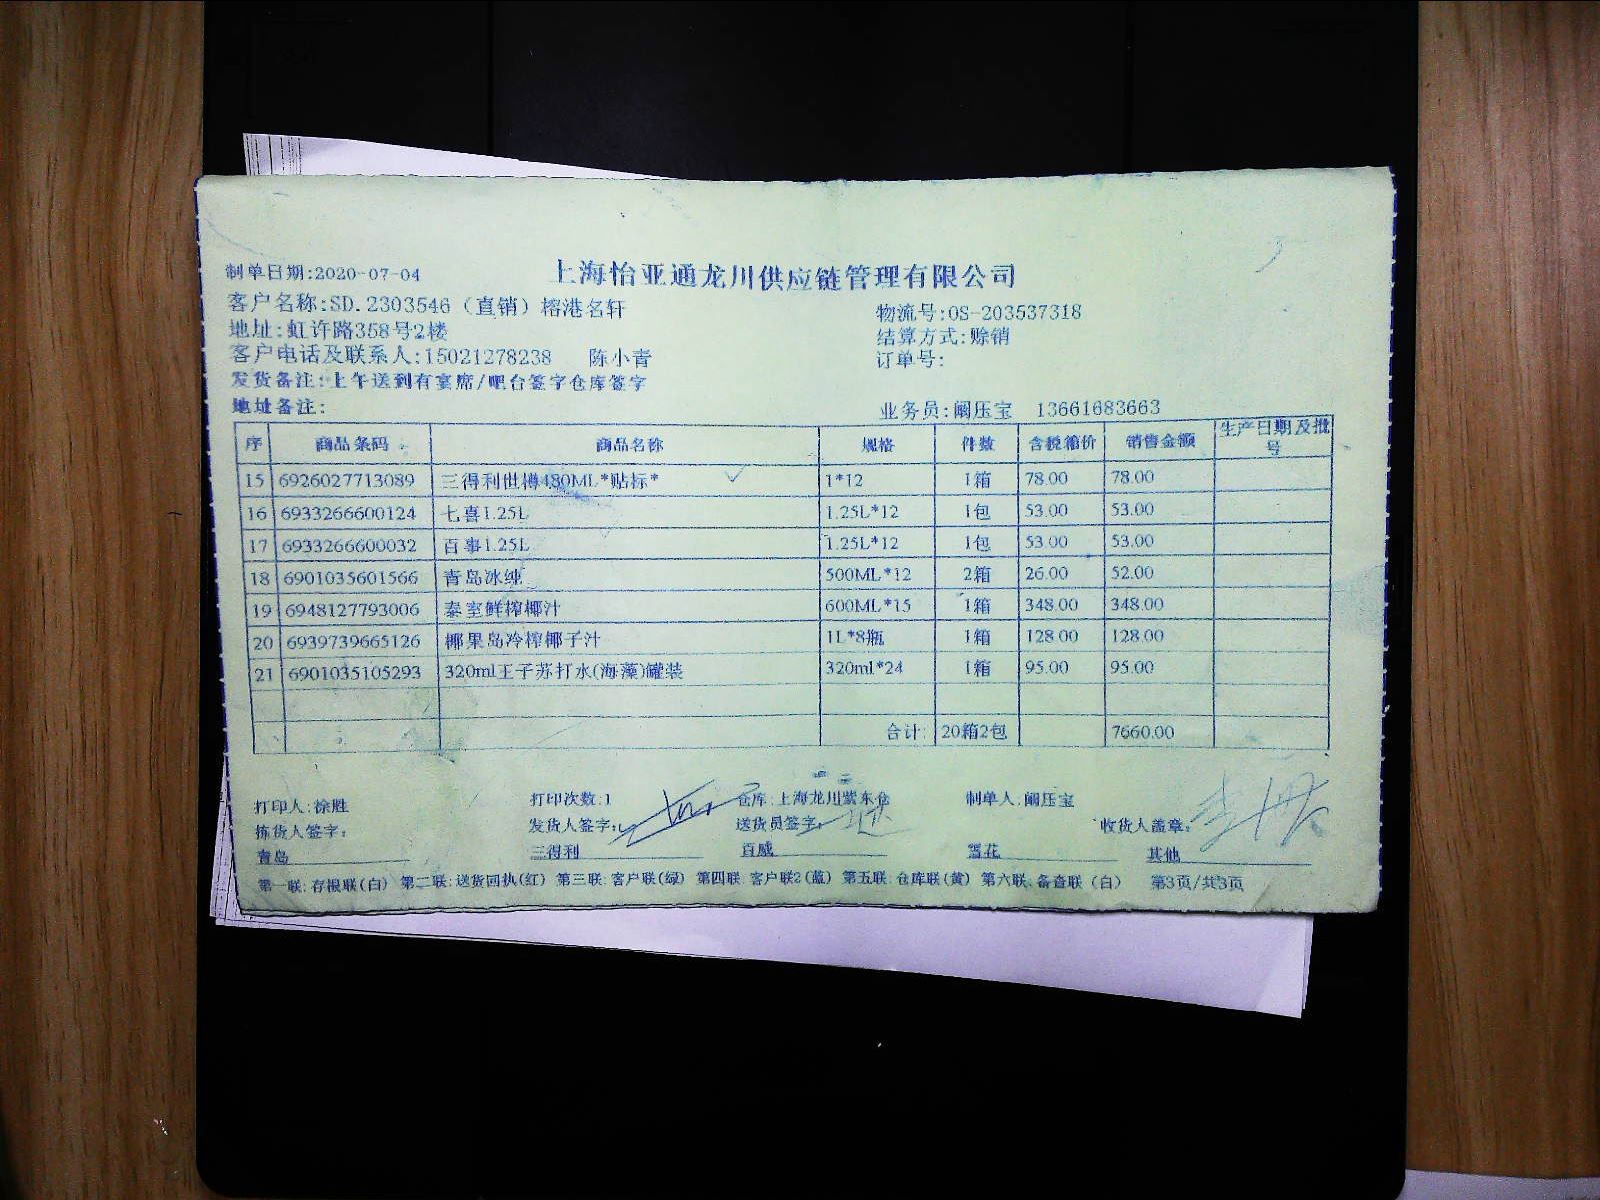 上海怡亚通龙川供应链管理有限公司
制单日期:2020-07-04
客户名称:SD.2303546（直销）榕港名轩 物流号:OS-203537318
地址:虹许路358号2楼 结算方式:赊销
客户电话及联系人:15021278238 陈小青 订单号:
发货备注:上午送到有宴席/吧台签字仓库签字
地址备注: 业务员:阚压宝 13661683663
序 商品条码 商品名称 规格 件数 含税箱价 销售金额 生产日期及批号
15 6926027713089 三得利世樽480ML*贴标* 1*12 1箱 78.00 78.00
16 6933266600124 七喜1.25L 1.25L*12 1包 53.00 53.00
17 6933266600032 百事1.25L 1.25L*12 1包 53.00 53.00
18 6901035601566 青岛冰纯 500ML*12 2箱 26.00 52.00
19 6948127793006 泰室鲜榨椰汁 600ML*15 1箱 348.00 348.00
20 6939739665126 椰果岛冷榨椰子汁 1L*8瓶 1箱 128.00 128.00
21 6901035105293 320ml王子苏打水(海藻)罐装 320ml*24 1箱 95.00 95.00
合计: 20箱2包 7660.00
打印人:徐胜 打印次数:1 仓库:上海龙川紫东仓 制单人:阚压宝
拣货人签字: 发货人签字: 送货员签字: 收货人盖章:
青岛 三得利 百威 雪花 其他
第一联:存根联(白) 第二联:送货回执(红) 第三联:客户联(绿) 第四联:客户联2(蓝) 第五联:仓库联(黄) 第六联:备查联（白） 第3页/共3页